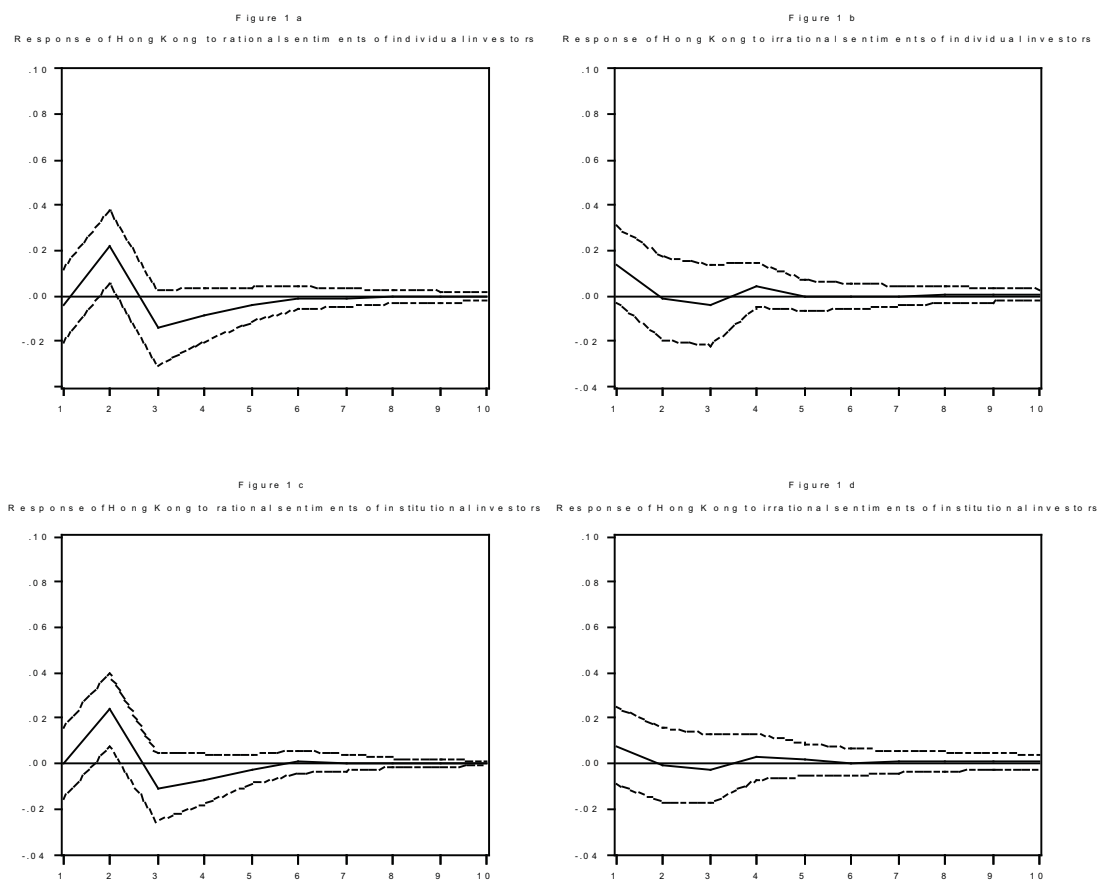 Figure 1 a
Response of Hong Kong to rational sentiments of individual investors
.10
.08
.06
.04
.02
.00
-.02
1 2 3 4 5 6 7 8 9 10
Figure 1 b
Response of Hong Kong to irrational sentiments of individual investors
.10
.08
.06
.04
.02
.00
-.02
-.04
1 2 3 4 5 6 7 8 9 10
Figure 1 c
Response of Hong Kong to rational sentiments of institutional investors
.10
.08
.06
.04
.02
.00
-.02
-.04
1 2 3 4 5 6 7 8 9 10
Figure 1 d
Response of Hong Kong to irrational sentiments of institutional investors
.10
.08
.06
.04
.02
.00
-.02
-.04
1 2 3 4 5 6 7 8 9 10